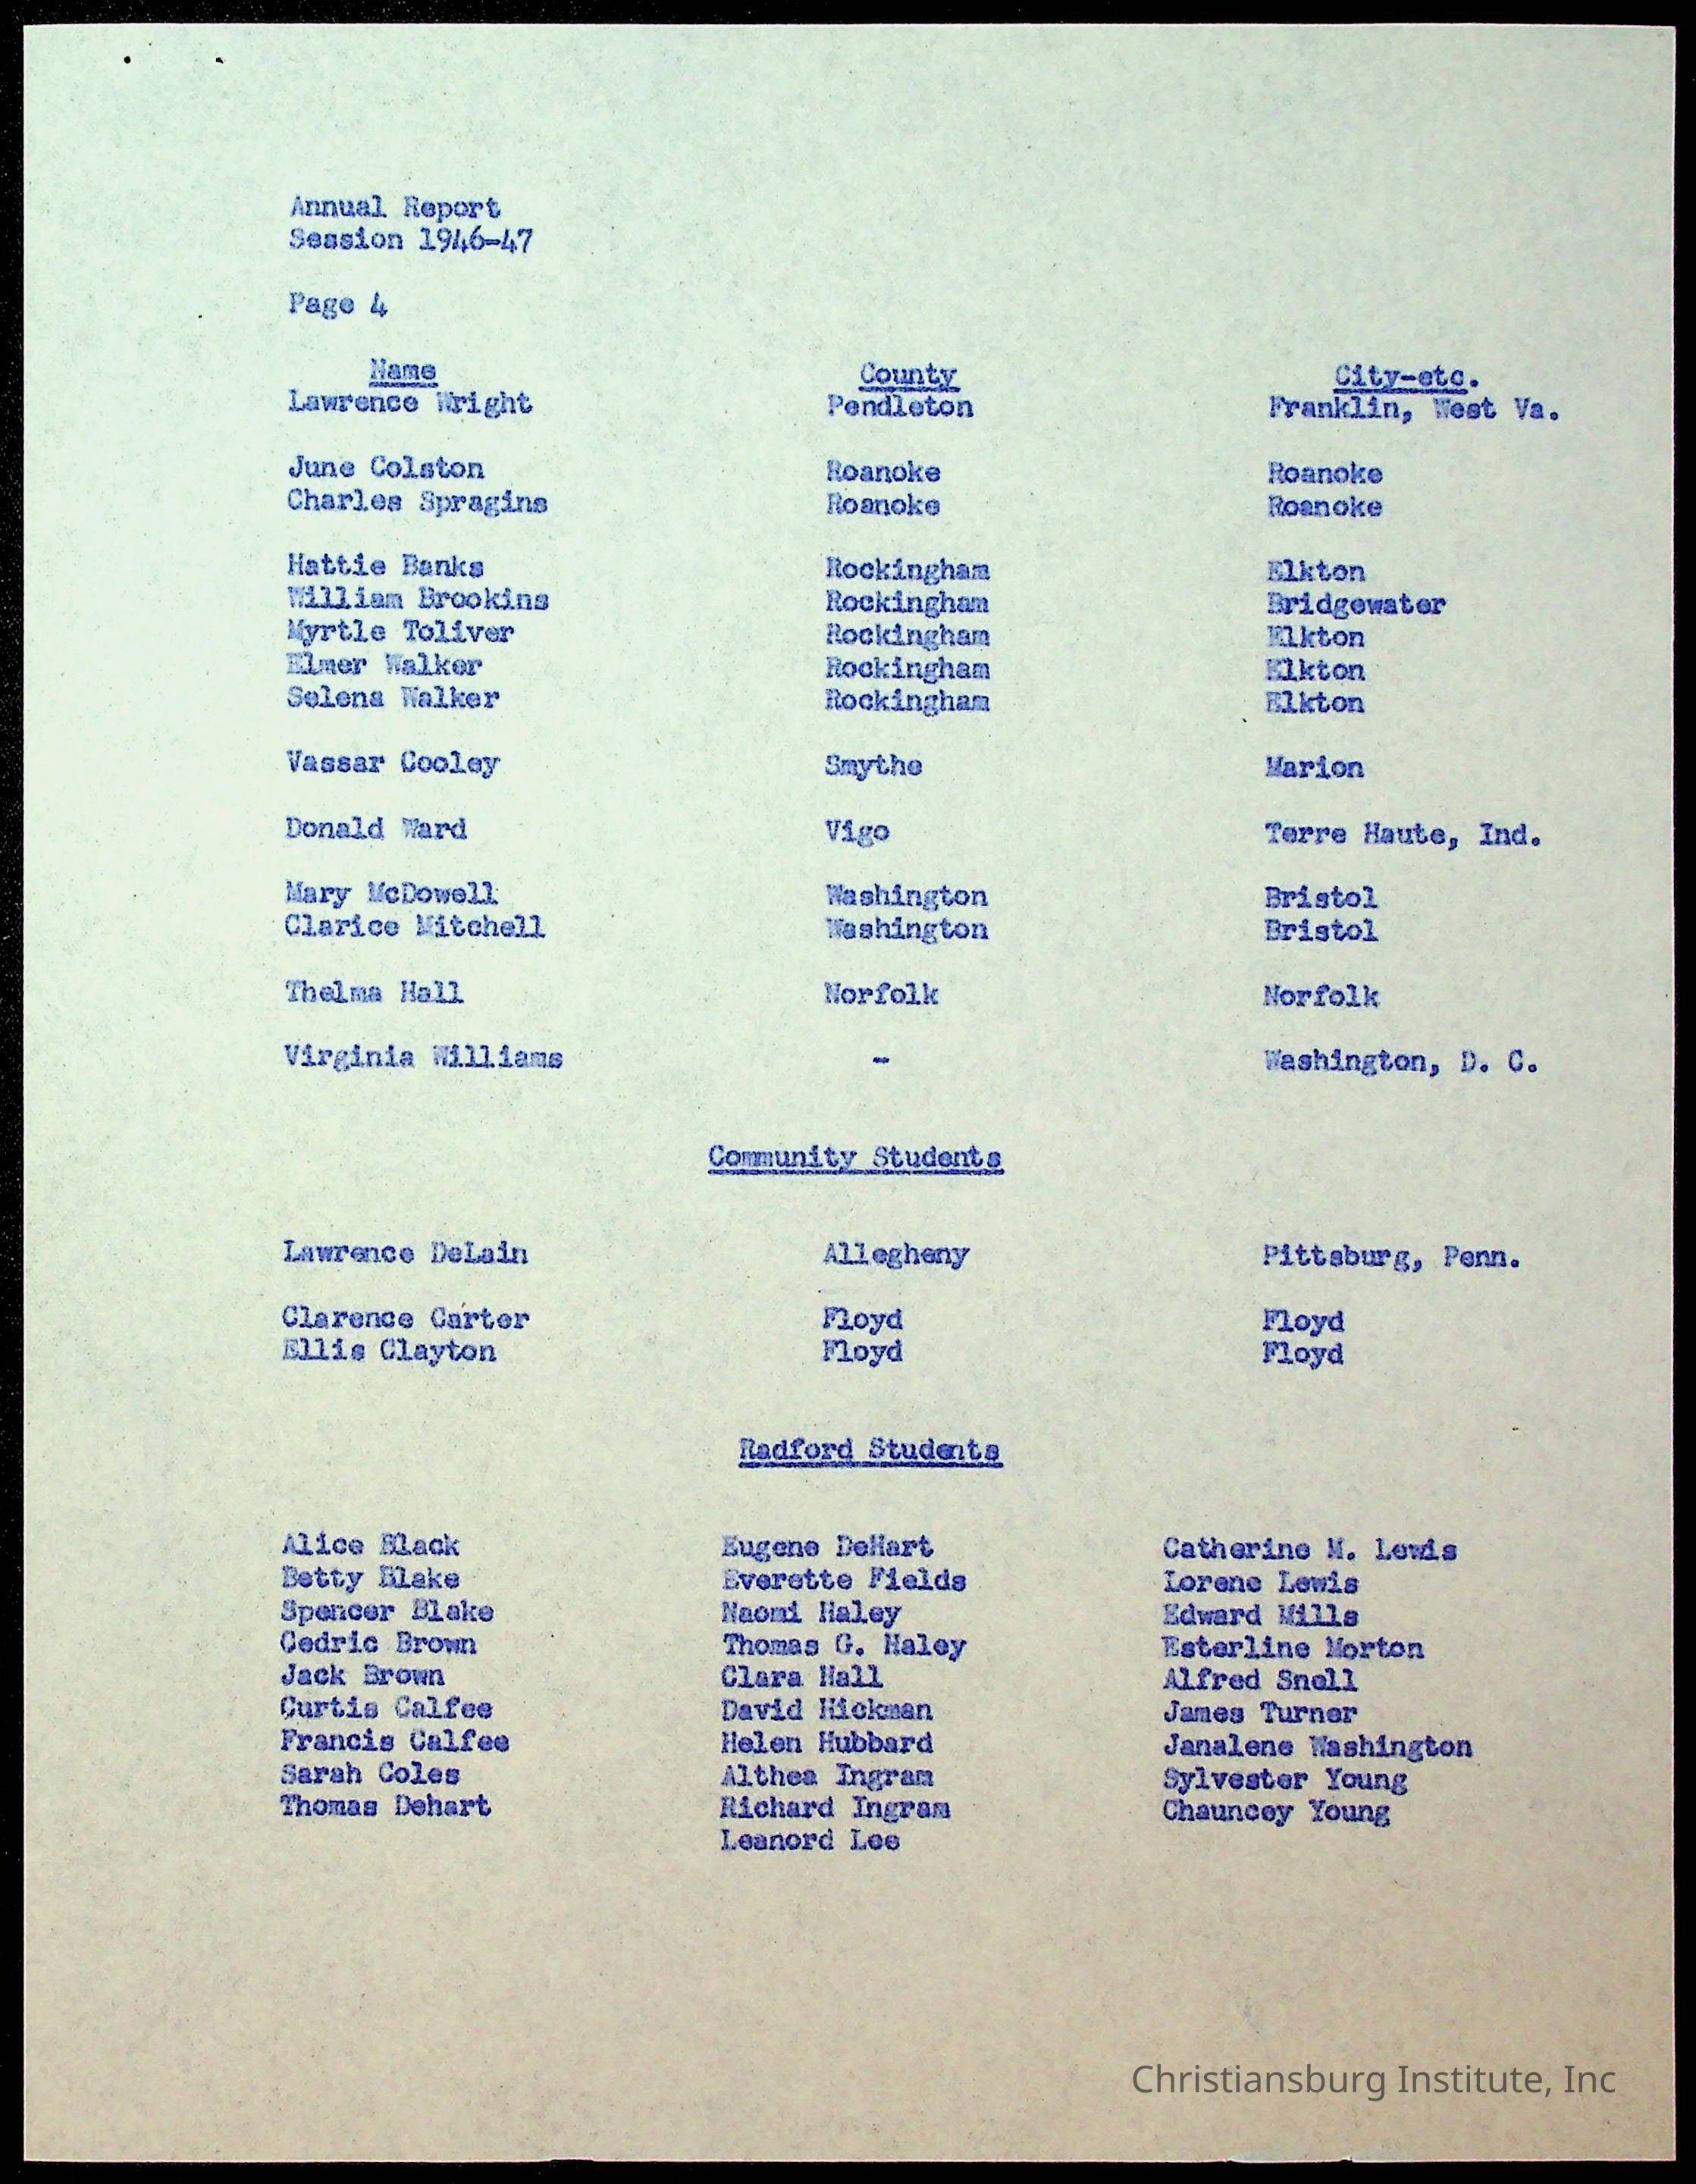 Annual Report
Session 1946-47
Page 4
Name County City-etc.
Lawrence Wright Pendleton Franklin, West Va.
June Colston Roanoke Roanoke
Charles Spragins Roanoke Roanoke
Hattie Banks Rockingham Elkton
William Brookins Rockingham Bridgewater
Myrtle Toliver Rockingham Elkton
Elmer Walker Rockingham Elkton
Selena Walker Rockingham Elkton
Vassar Cooley Smythe Marion
Donald Ward Vigo Terre Haute, Ind.
Mary McDowell Washington Bristol
Clarice Mitchell Washington Bristol
Thelma Hall Norfolk Norfolk
Virginia Williams - Washington, D. C.
Community Students
Lawrence DeLain Allegheny Pittsburg, Penn.
Clarence Carter Floyd Floyd
Ellis Clayton Floyd Floyd
Radford Students
Alice Black Eugene DeHart Catherine M. Lewis
Betty Blake Everette Fields Lorene Lewis
Spencer Blake Naomi Haley Edward Mills
Cedric Brown Thomas G. Haley Esterline Morton
Jack Brown Clara Hall Alfred Snell
Curtis Calfee David Hickman James Turner
Francis Calfee Helen Hubbard Janalene Washington
Sarah Coles Althea Ingram Sylvester Young
Thomas Dehart Richard Ingram Chauncey Young
Leanord Lee
Christiansburg Institute, Inc